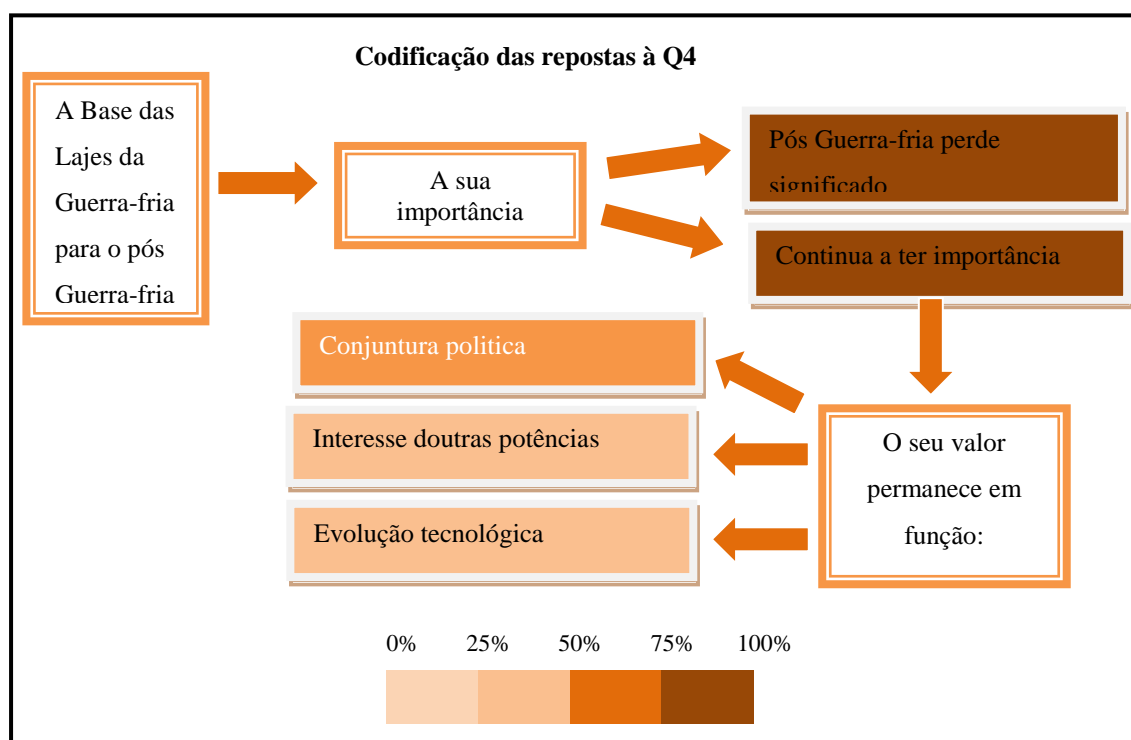 Codificação das repostas à Q4
A Base das
Lajes da
Guerra-fria
para o pós
Guerra-fria
A sua
importância
Pós Guerra-fria perde
significado
Continua a ter importância
Conjuntura politica
Interesse doutras potências
Evolução tecnológica
O seu valor
permanece em
função:
0% 25% 50% 75% 100%